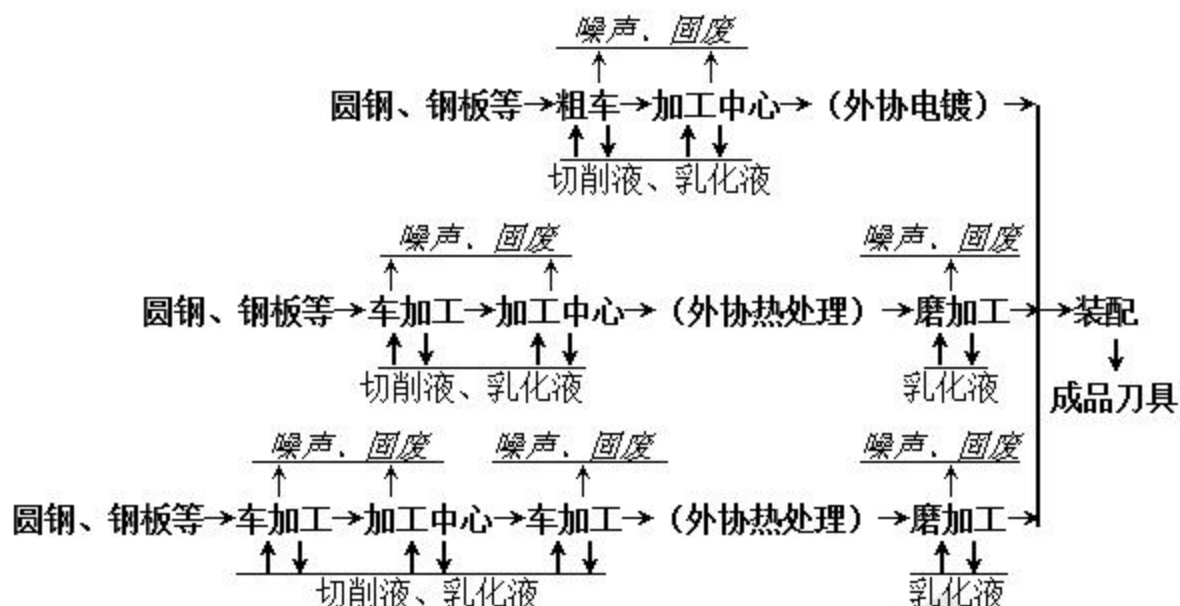 噪声、固废
圆钢、钢板等→粗车→加工中心→（外协电镀）→
切削液、乳化液
噪声、固废 噪声、固废
圆钢、钢板等→车加工→加工中心→（外协热处理）→磨加工→→装配
切削液、乳化液 乳化液
成品刀具
噪声、固废 噪声、固废 噪声、固废
圆钢、钢板等→车加工→加工中心→车加工→（外协热处理）→磨加工→
切削液、乳化液 乳化液